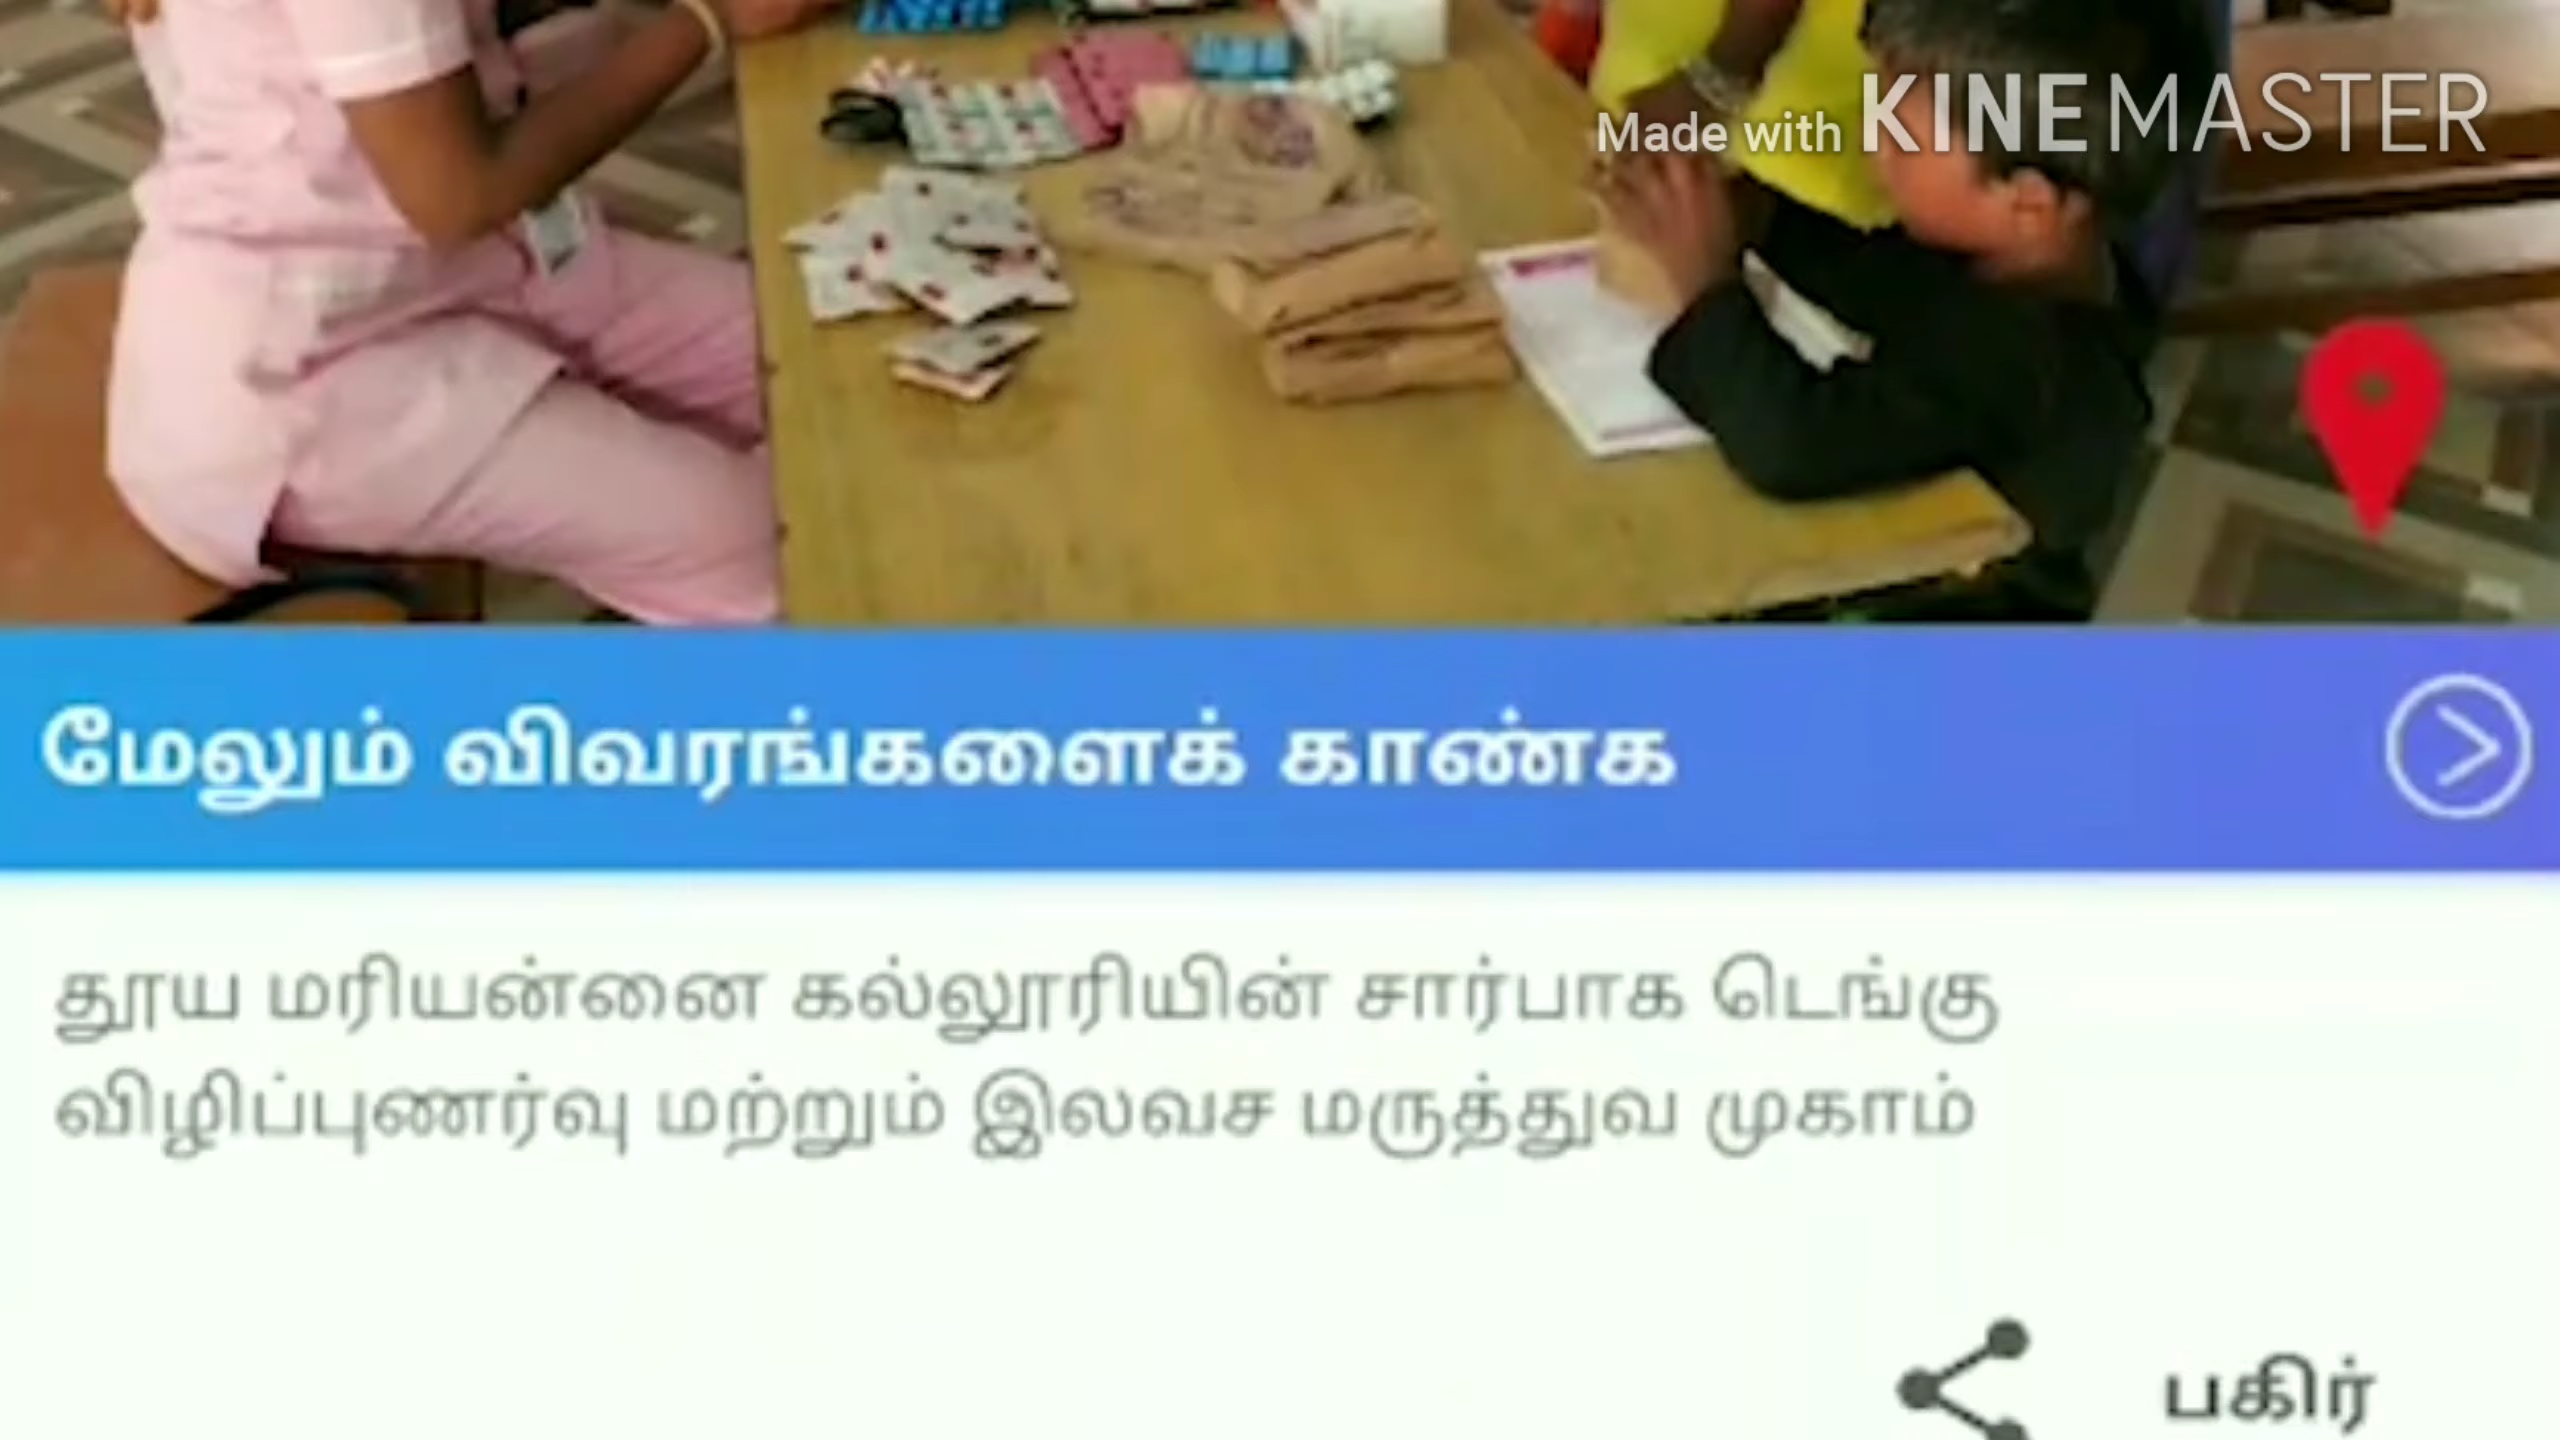 Made with KINEMASTER
மேலும் விவரங்களைக் காண்க
தூய மரியன்னை கல்லூரியின் சார்பாக டெங்கு
விழிப்புணர்வு மற்றும் இலவச மருத்துவ முகாம்
பகிர்